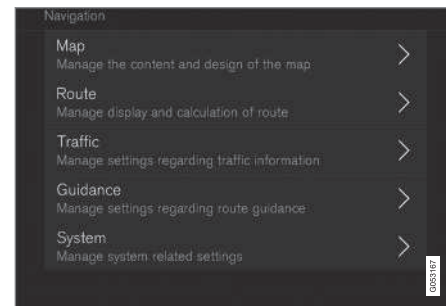 Navigation
Map
Manage the content and design of the map
Route
Manage display and calculation of route
Traffic
Manage settings regarding traffic information
Guidance
Manage settings regarding route guidance
System
Manage system related settings
G053167